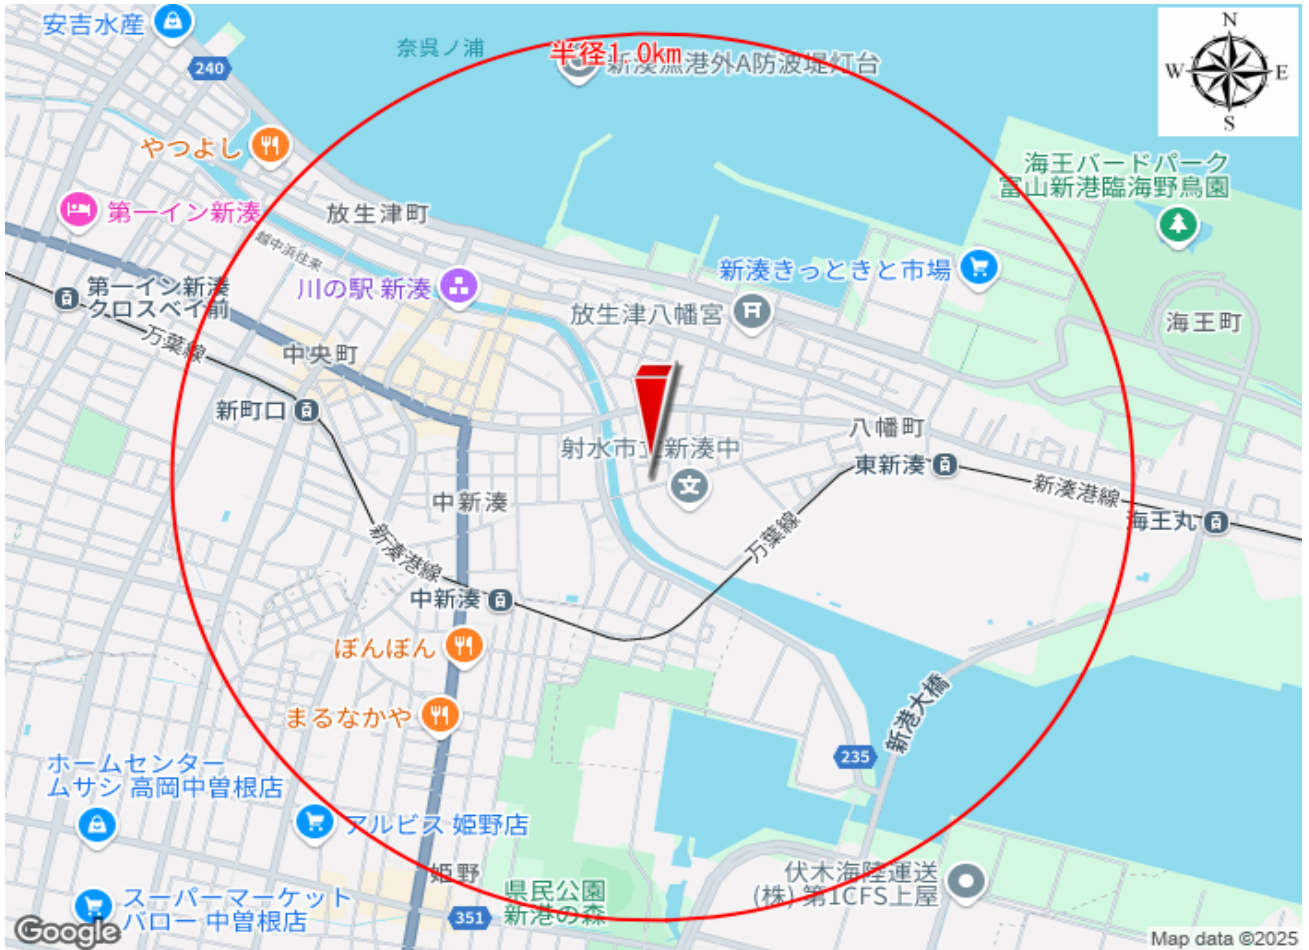 安吉水産
240
奈呉ノ浦
半径1.0km
新湊漁港外A防波堤灯台
N
W
E
S
やつよし
海王バードパーク
富山新港臨海野鳥園
第一イン新湊
放生津町
越中浜往来
新湊きっときと市場
第一イン新湊
クロスベイ前
川の駅 新湊
放生津八幡宮
海王町
万葉線
中央町
新町口
八幡町
射水市立新湊中
東新湊
新湊港線
中新湊
海王丸
新湊港線
万葉線
中新湊
ぼんぼん
まるなかや
新港大橋
235
ホームセンター
ムサシ 高岡中曽根店
アルビス 姫野店
姫野
県民公園
新港の森
伏木海陸運送
(株) 第1CFS上屋
スーパーマーケット
バロー 中曽根店
351
Google
Map data ©2025